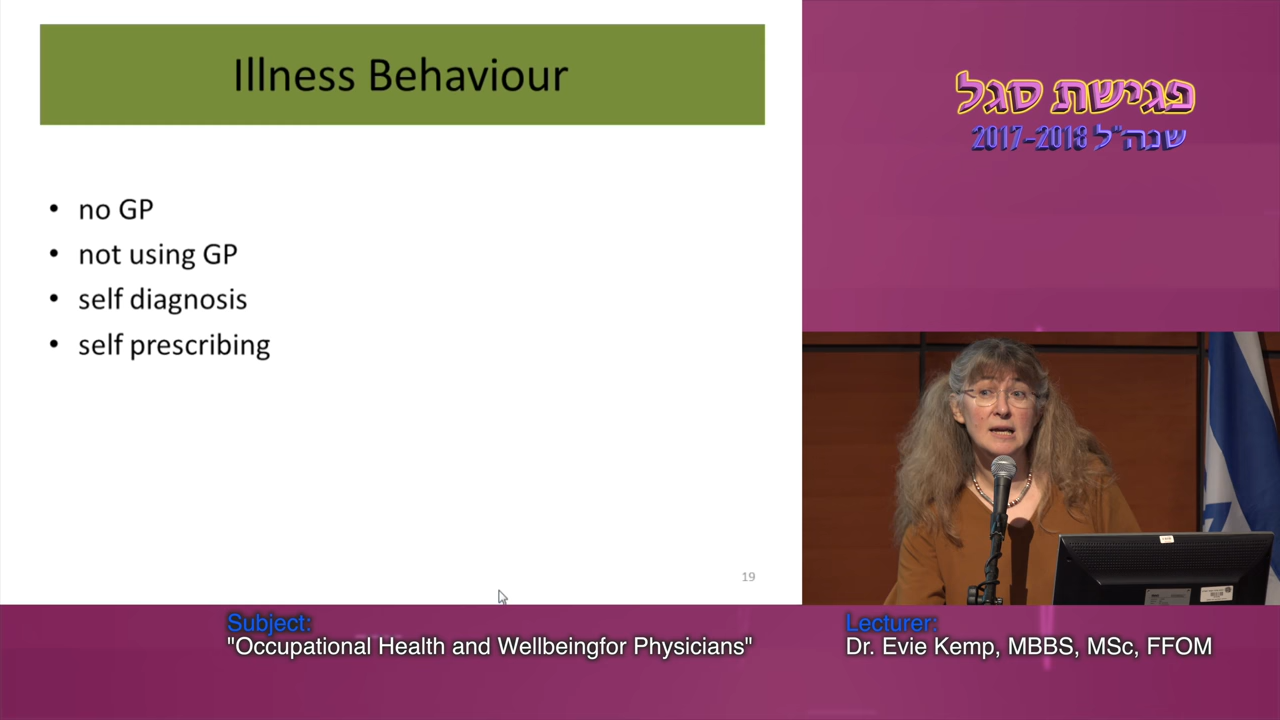 Illness Behaviour
• no GP
• not using GP
• self diagnosis
• self prescribing
19
פגישת סגל
שנה"ל 2017-2018
Subject:
"Occupational Health and Wellbeingfor Physicians"
Lecturer:
Dr. Evie Kemp, MBBS, MSc, FFOM